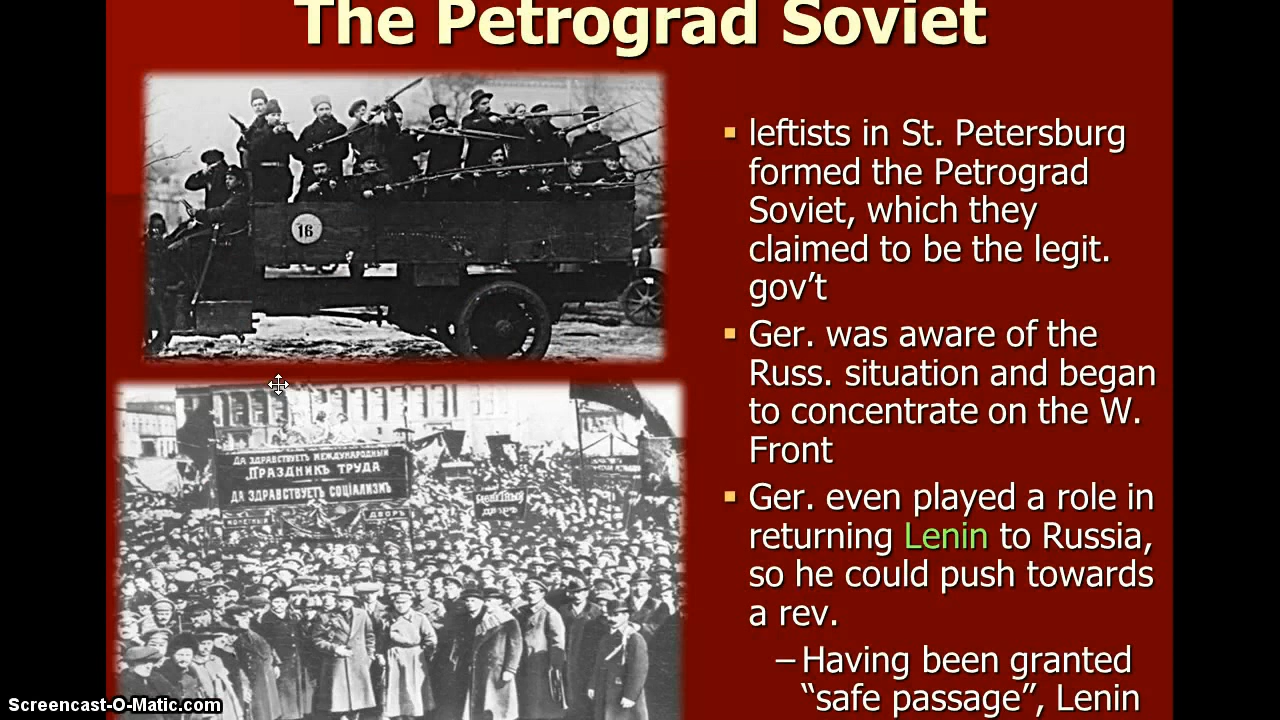 The Petrograd Soviet
16
ДА ЗДРАВСТВУЕТЪ МЕЖДУНАРОДНЫЙ
ПРАЗДНИКЪ ТРУДА
ДА ЗДРАВСТВУЕТЪ СОЦІАЛИЗМЪ
ДВОРЪ
▪ leftists in St. Petersburg
formed the Petrograd
Soviet, which they
claimed to be the legit.
gov’t
▪ Ger. was aware of the
Russ. situation and began
to concentrate on the W.
Front
▪ Ger. even played a role in
returning Lenin to Russia,
so he could push towards
a rev.
– Having been granted
“safe passage”, Lenin
Screencast-O-Matic.com